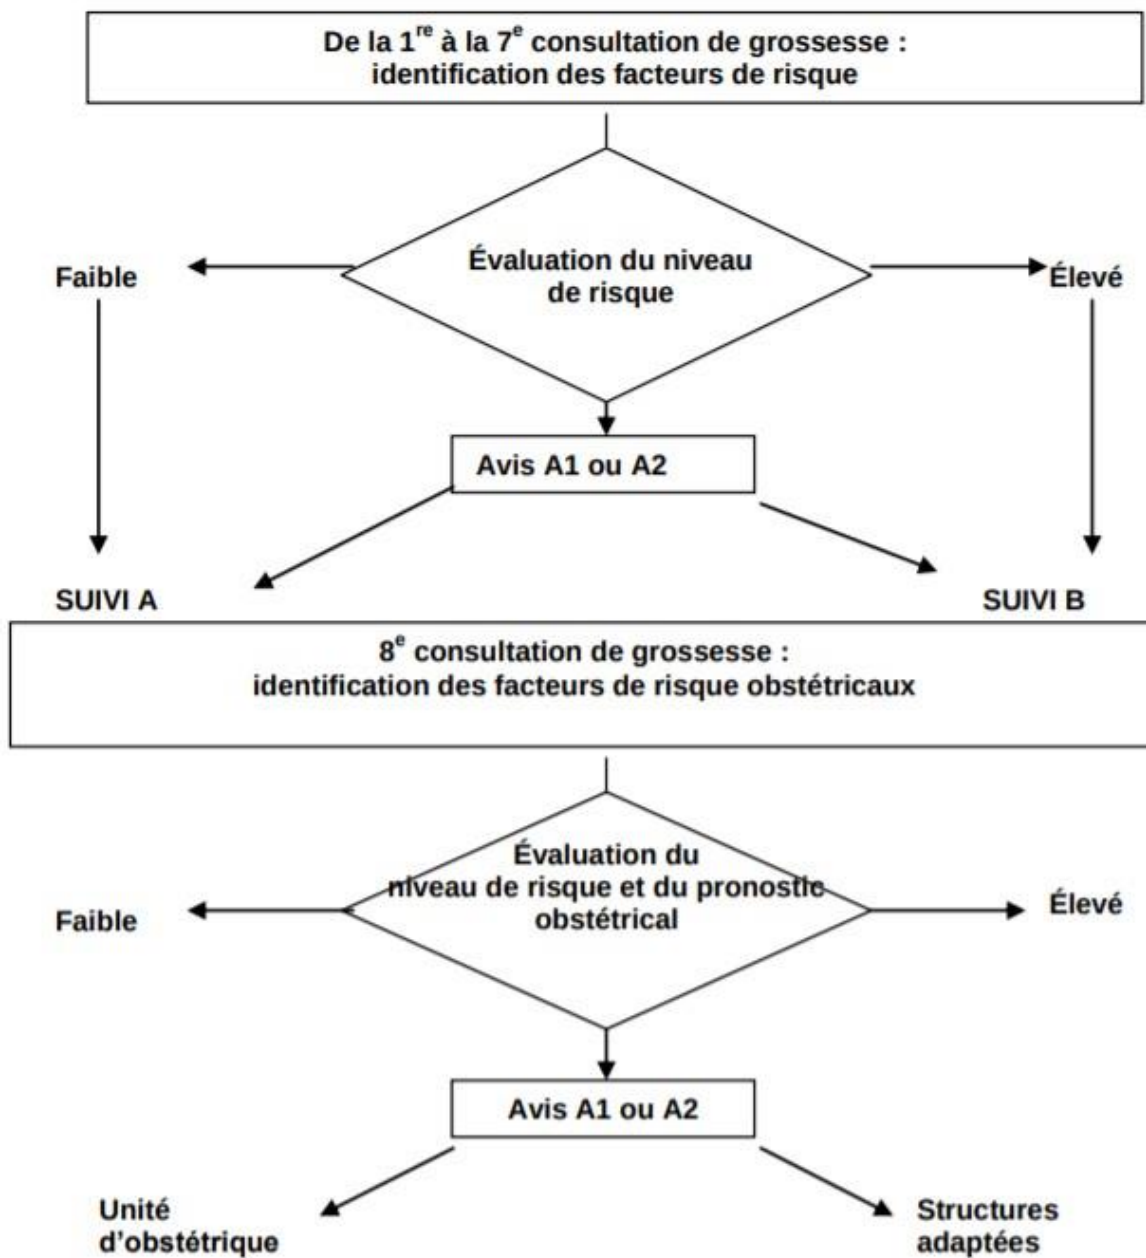 De la 1re à la 7e consultation de grossesse :
identification des facteurs de risque
Évaluation du niveau
de risque
Faible
Élevé
Avis A1 ou A2
SUIVI A
SUIVI B
8e consultation de grossesse :
identification des facteurs de risque obstétricaux
Évaluation du
niveau de risque et du pronostic
obstétrical
Faible
Élevé
Avis A1 ou A2
Unité
d’obstétrique
Structures
adaptées